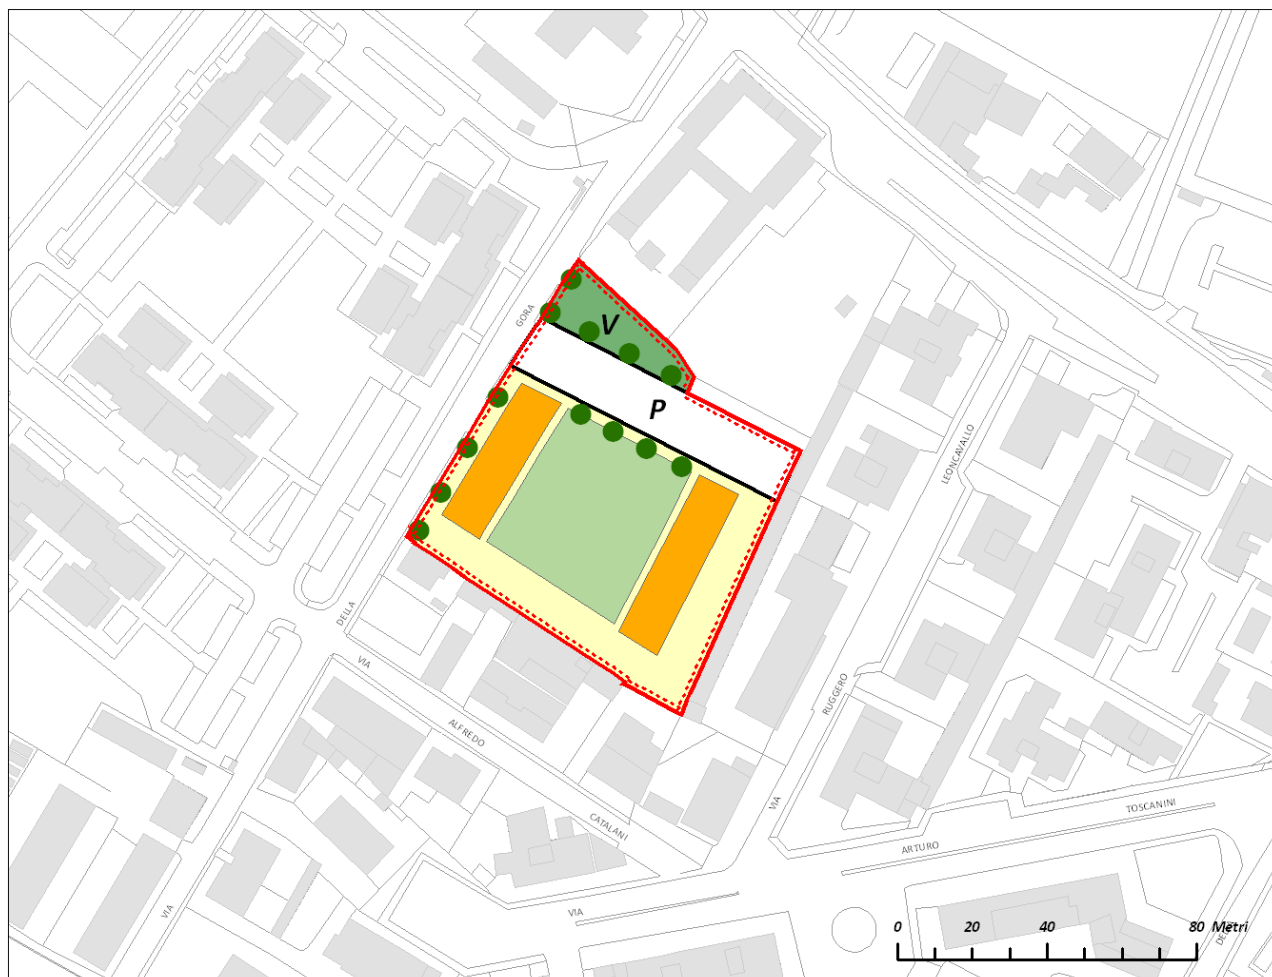 GORA
V
P
LEONCAVALLO
DELLA
VIA
RUGGERO
ALFREDO
VIA
TOSCANINI
CATALANI
ARTURO
VIA
VIA
0 20 40 80 Metri